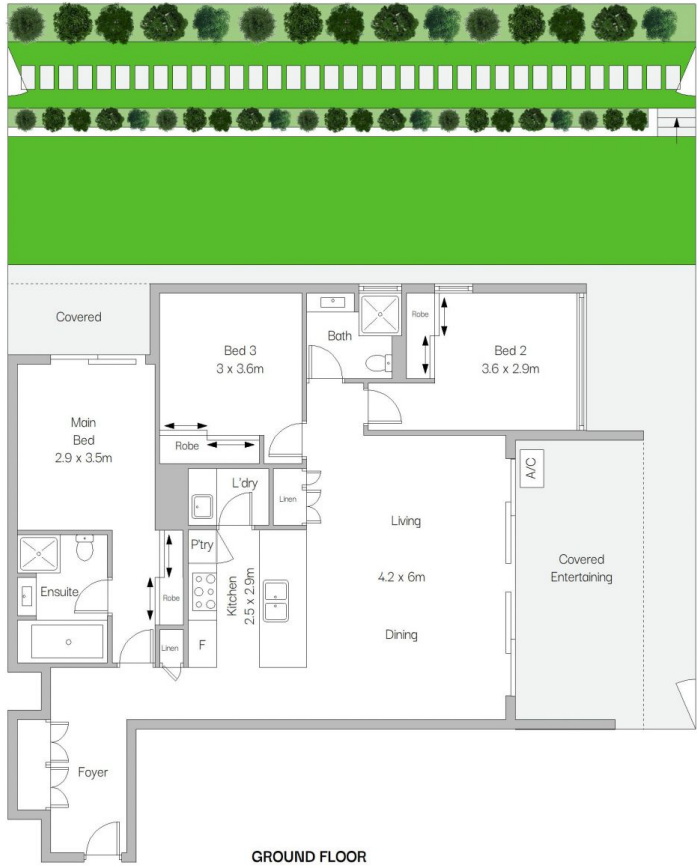 Covered
Bed 3
3 x 3.6m
Bath
Robe
Bed 2
3.6 x 2.9m
Main
Bed
2.9 x 3.5m
Robe
L'dry
Linen
A/C
Living
P'try
Covered
Entertaining
Ensuite
Robe
Kitchen
2.5 x 2.9m
4.2 x 6m
Dining
Linen
F
Foyer
GROUND FLOOR